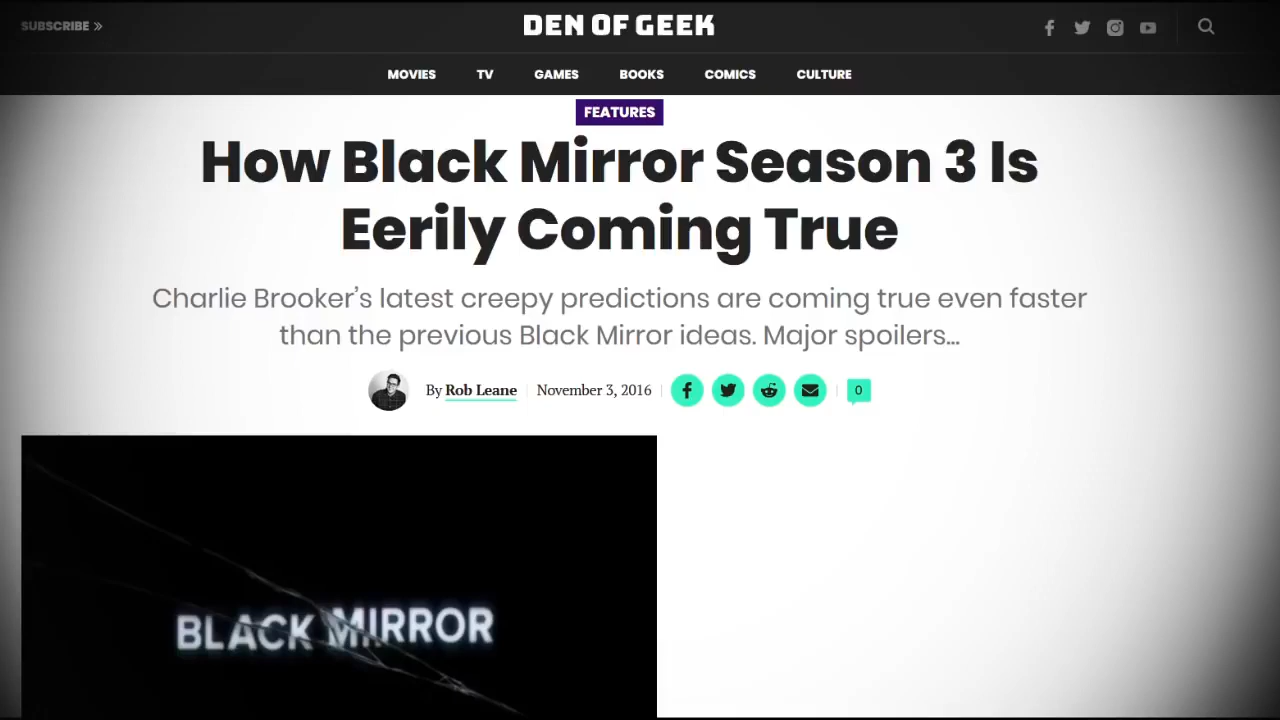 SUBSCRIBE »
DEN OF GEEK
MOVIES TV GAMES BOOKS COMICS CULTURE
FEATURES
How Black Mirror Season 3 Is
Eerily Coming True
Charlie Brooker’s latest creepy predictions are coming true even faster
than the previous Black Mirror ideas. Major spoilers…
By Rob Leane | November 3, 2016 | 0
BLACK MIRROR